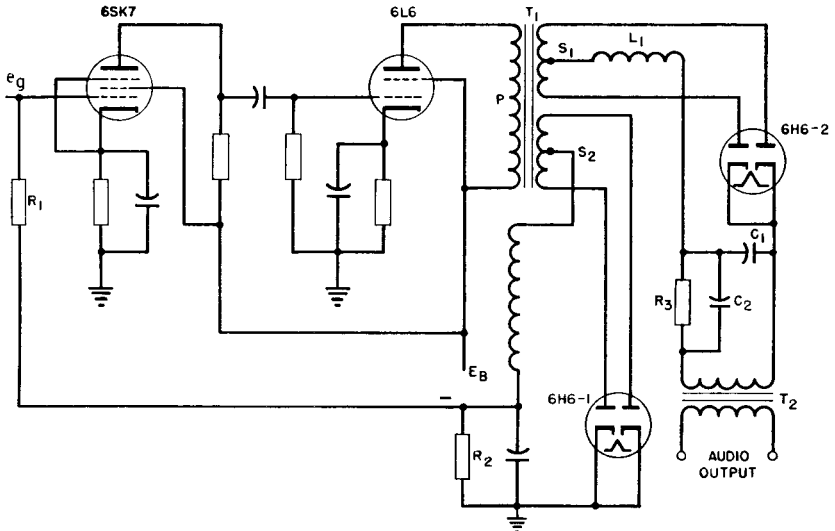 6SK7
6L6
T1
S1
L1
eg
P
6H6-2
S2
R1
C1
R3
C2
EB
6H6-1
T2
R2
AUDIO
OUTPUT